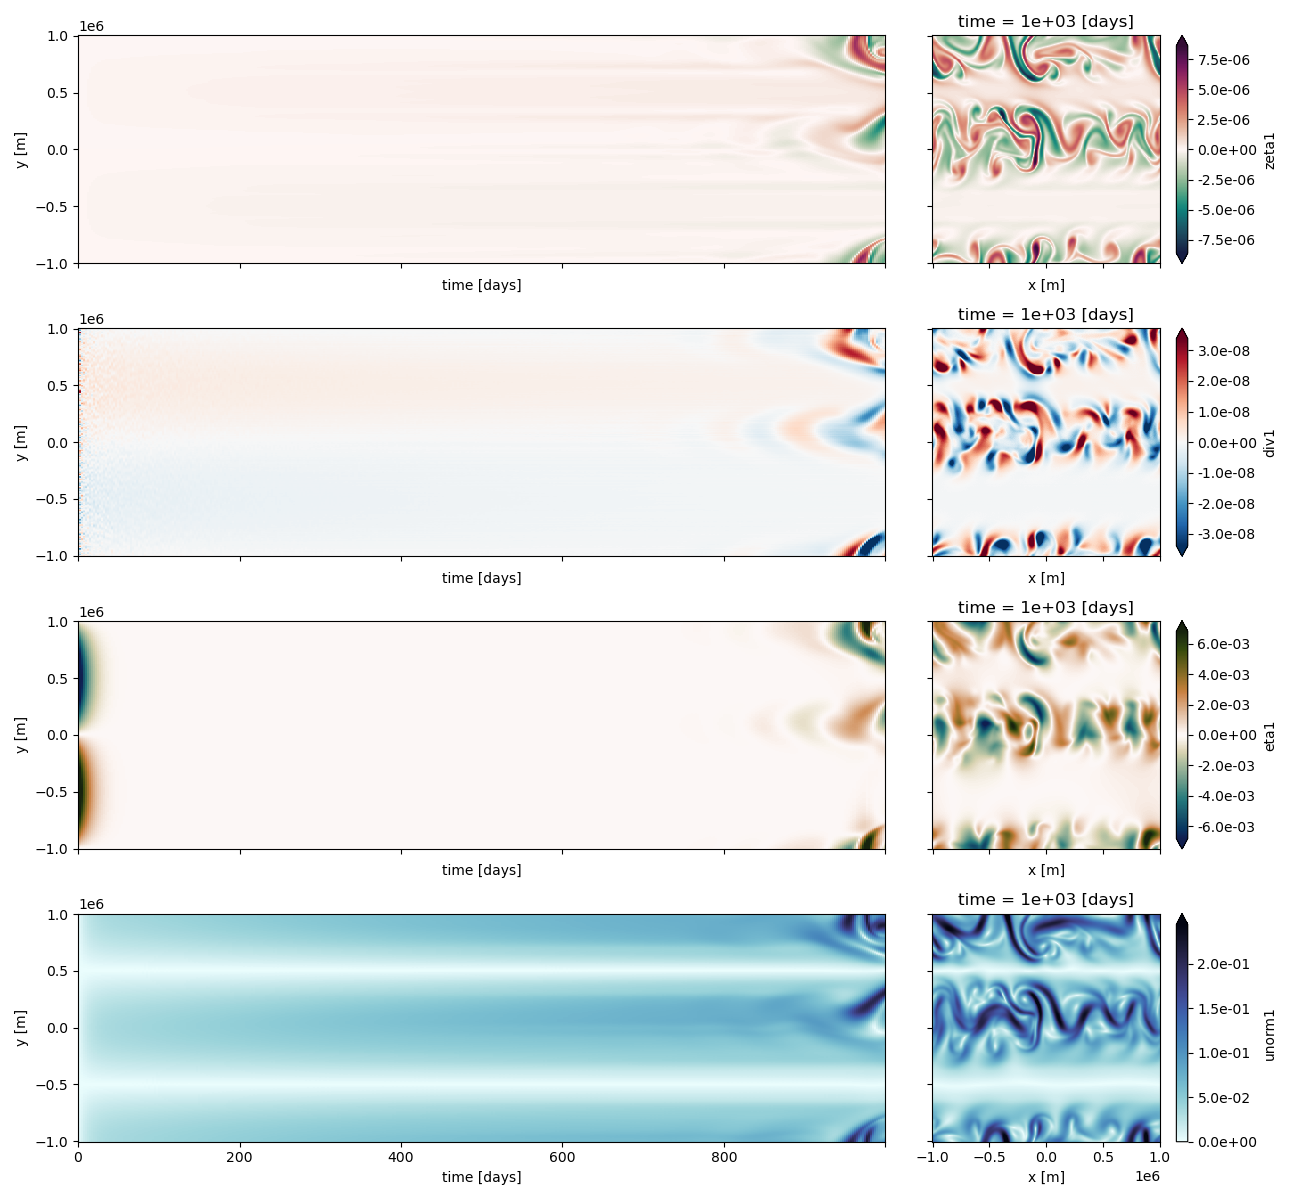 1e6
time = 1e+03 [days]
1.0
0.5
0.0
−0.5
−1.0
y [m]
time [days]
x [m]
7.5e-06
5.0e-06
2.5e-06
0.0e+00
-2.5e-06
-5.0e-06
-7.5e-06
zeta1
1e6
time = 1e+03 [days]
1.0
0.5
0.0
−0.5
−1.0
y [m]
time [days]
x [m]
3.0e-08
2.0e-08
1.0e-08
0.0e+00
-1.0e-08
-2.0e-08
-3.0e-08
div1
1e6
time = 1e+03 [days]
1.0
0.5
0.0
−0.5
−1.0
y [m]
time [days]
x [m]
6.0e-03
4.0e-03
2.0e-03
0.0e+00
-2.0e-03
-4.0e-03
-6.0e-03
eta1
1e6
time = 1e+03 [days]
1.0
0.5
0.0
−0.5
−1.0
y [m]
0 200 400 600 800
time [days]
−1.0 −0.5 0.0 0.5 1.0
x [m]
1e6
2.0e-01
1.5e-01
1.0e-01
5.0e-02
0.0e+00
unorm1